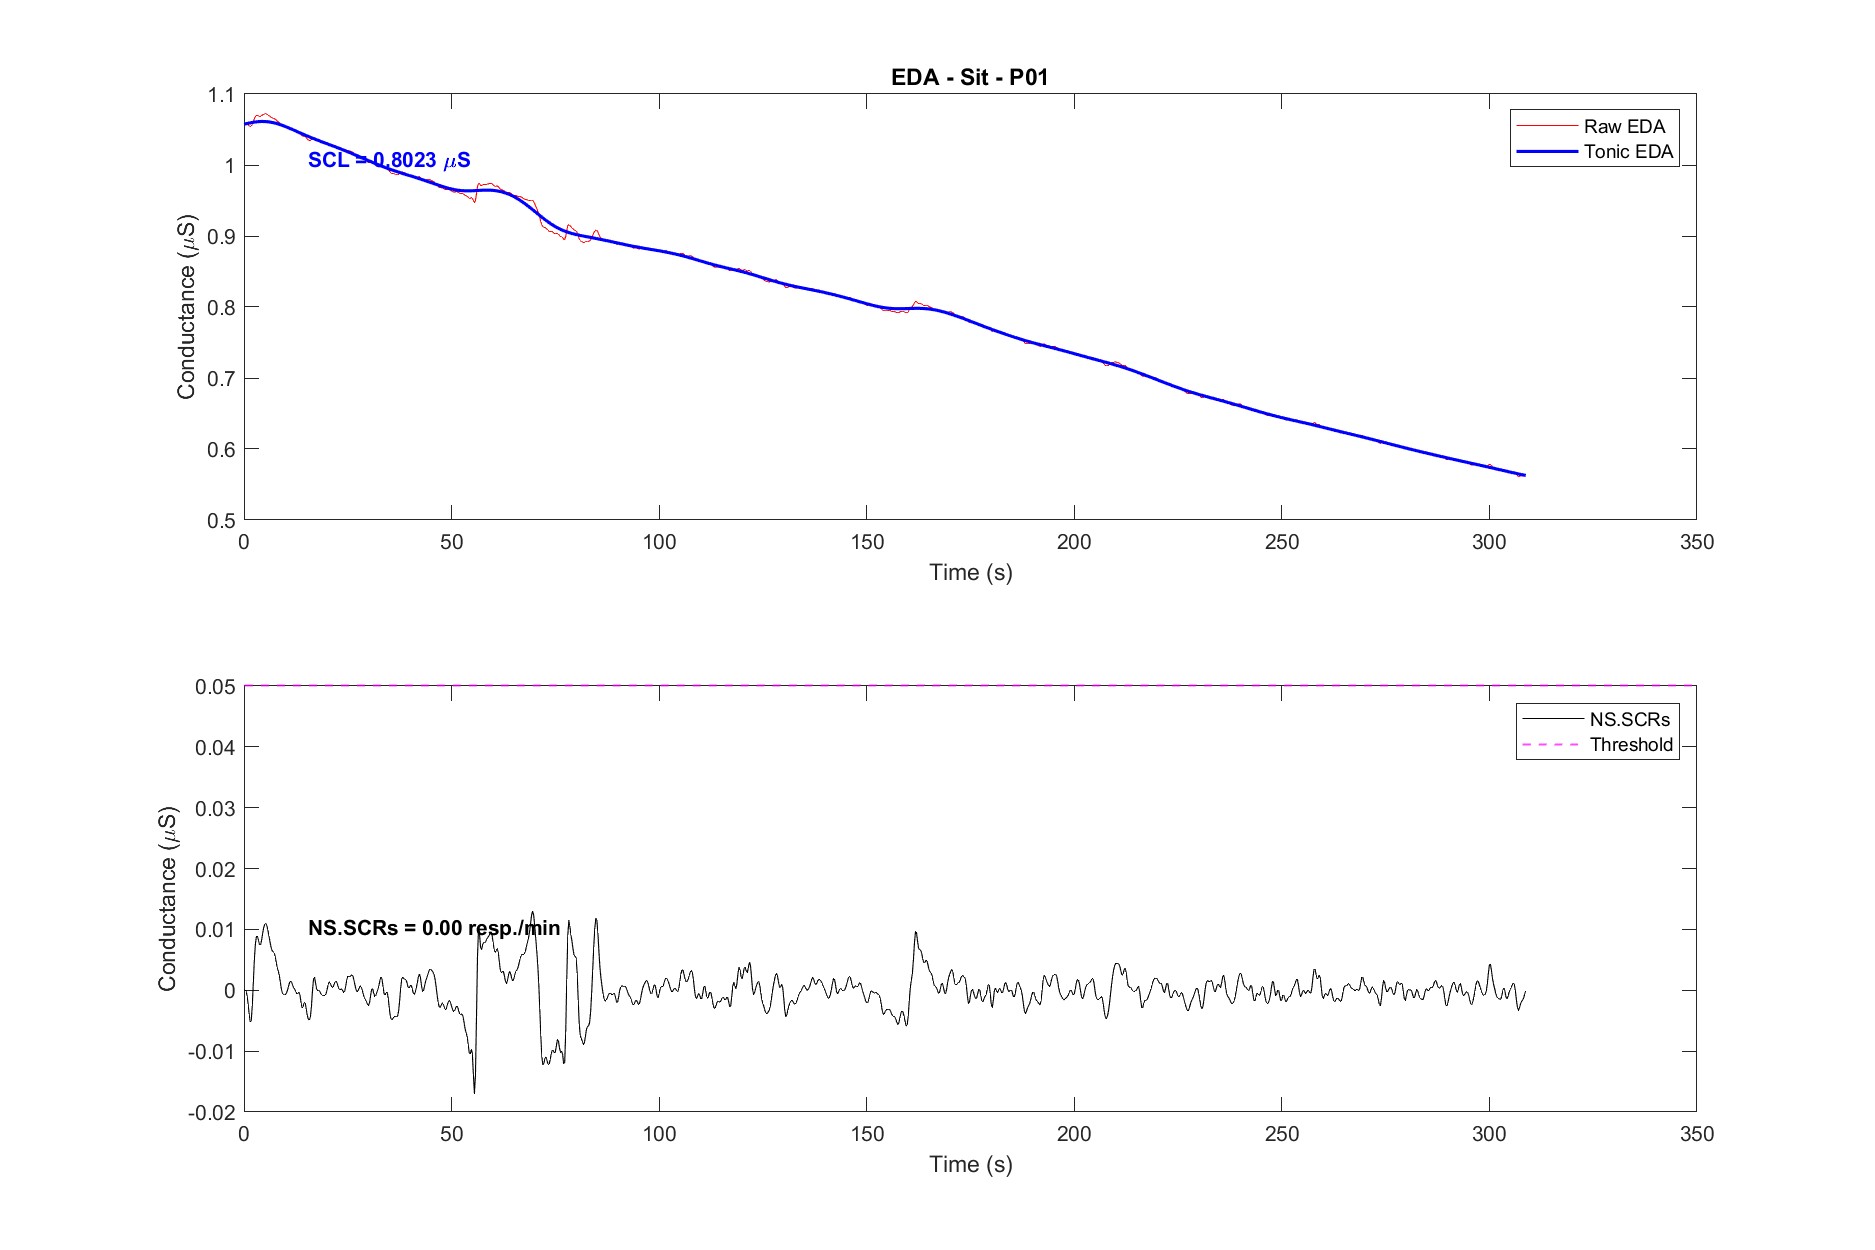 EDA - Sit - P01
1.1
1
0.9
0.8
0.7
0.6
0.5
Conductance (μS)
SCL = 0.8023 μS
Raw EDA
Tonic EDA
0 50 100 150 200 250 300 350
Time (s)
0.05
0.04
0.03
0.02
0.01
0
-0.01
-0.02
Conductance (μS)
NS.SCRs
Threshold
NS.SCRs = 0.00 resp./min
0 50 100 150 200 250 300 350
Time (s)